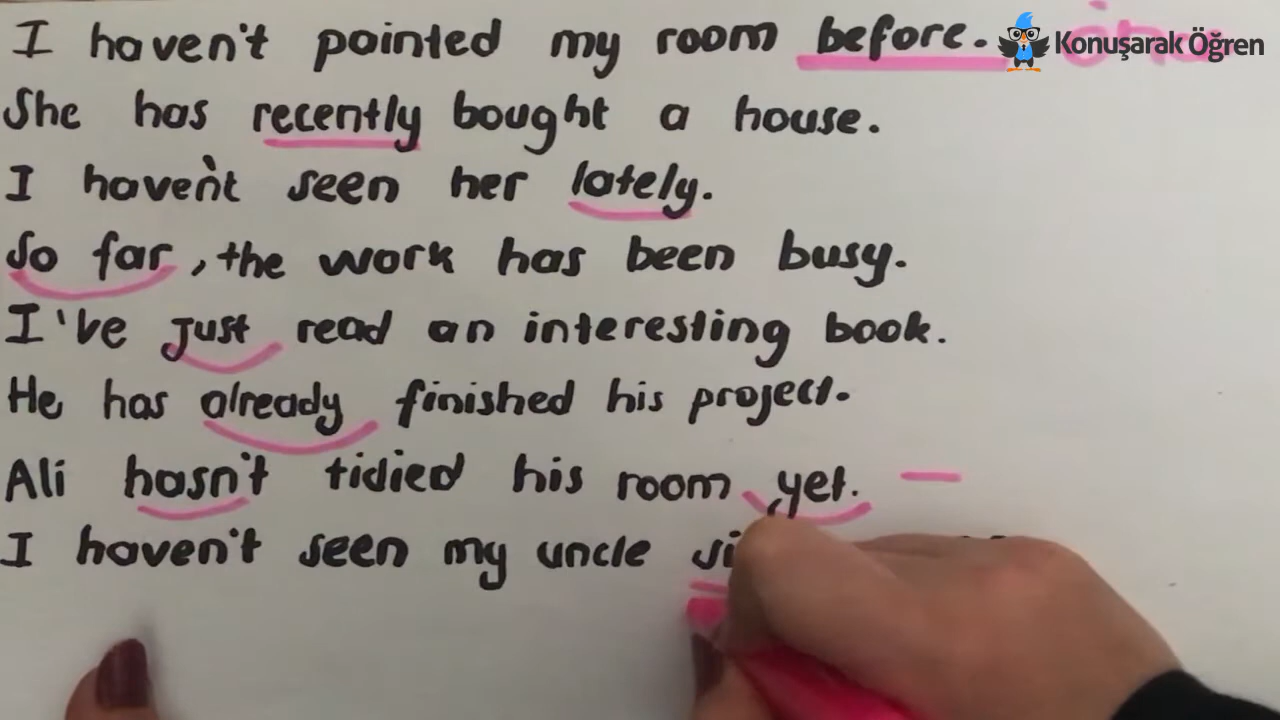 I haven't painted my room before. Konuşarak Öğren
She has recently bought a house.
I haven't seen her lately.
So far, the work has been busy.
I've just read an interesting book.
He has already finished his project.
Ali hasn't tidied his room yet. —
I haven't seen my uncle